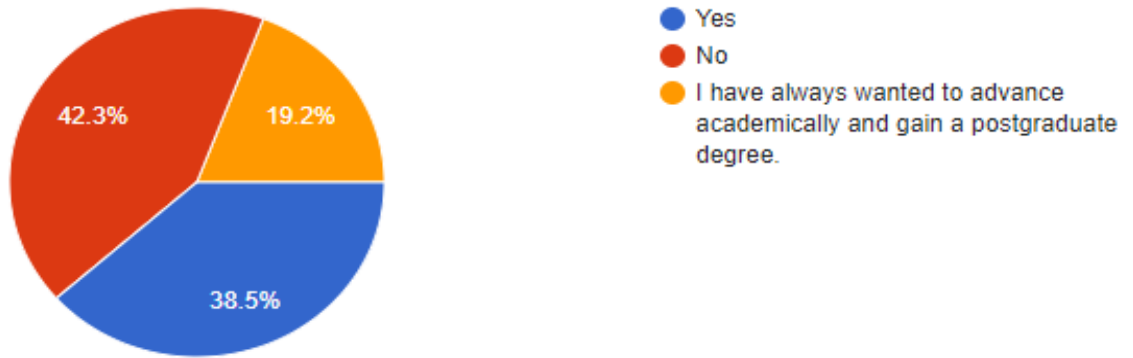 Yes
No
I have always wanted to advance
academically and gain a postgraduate
degree.
42.3%
19.2%
38.5%